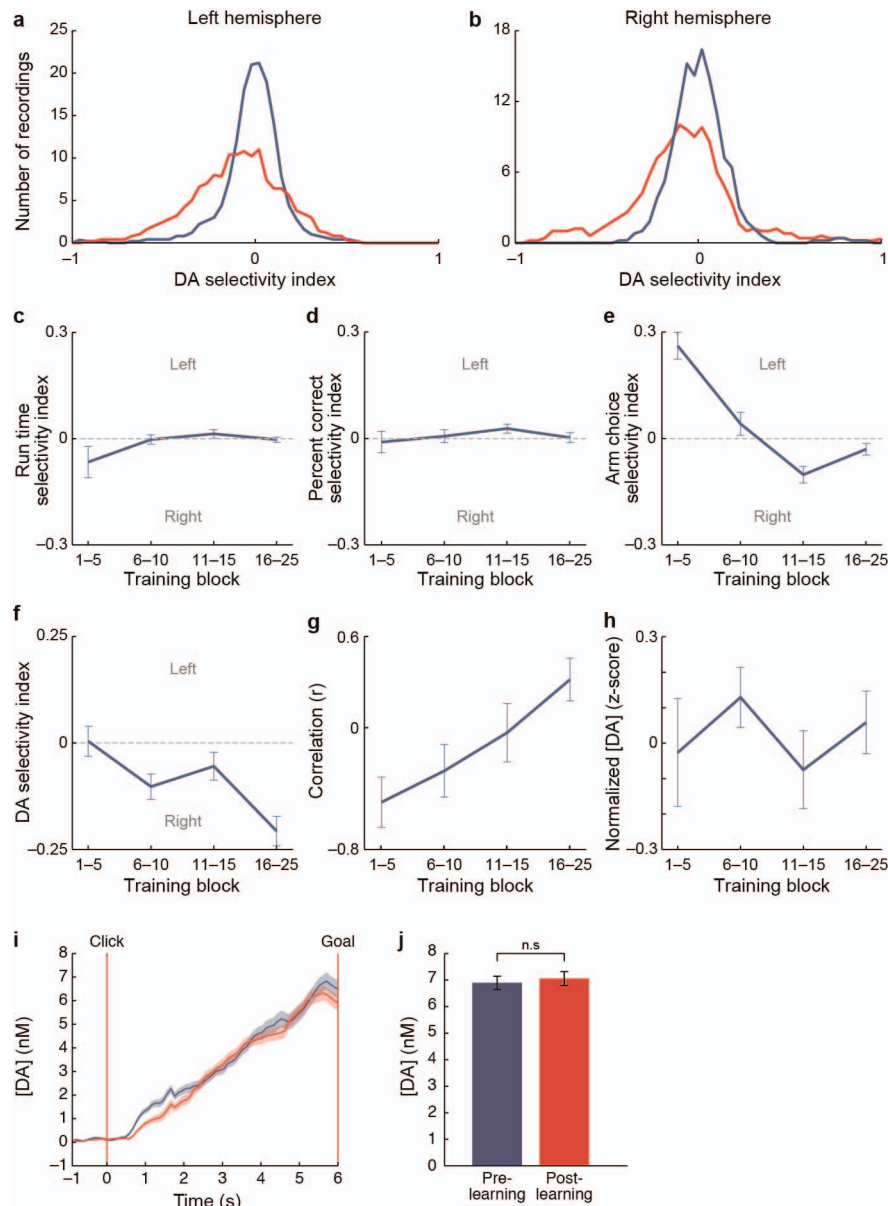 a
Left hemisphere
25
20
15
10
5
0
Number of recordings
−1
0
1
DA selectivity index
b
Right hemisphere
18
15
12
9
6
3
0
−1
0
1
DA selectivity index
c
0.3
0
−0.3
Run time
selectivity index
Left
Right
1–5
6–10
11–15
16–25
Training block
d
0.3
0
−0.3
Percent correct
selectivity index
Left
Right
1–5
6–10
11–15
16–25
Training block
e
0.3
0
−0.3
Arm choice
selectivity index
Left
Right
1–5
6–10
11–15
16–25
Training block
f
0.25
0
−0.25
DA selectivity index
Left
Right
1–5
6–10
11–15
16–25
Training block
g
0.6
0
−0.8
Correlation (r)
1–5
6–10
11–15
16–25
Training block
h
0.3
0
−0.3
Normalized [DA] (z-score)
1–5
6–10
11–15
16–25
Training block
i
Click
Goal
8
7
6
5
4
3
2
1
0
−1
[DA] (nM)
−1
0
1
2
3
4
5
6
Time (s)
j
n.s
8
7
6
5
4
3
2
1
0
[DA] (nM)
Pre-
learning
Post-
learning